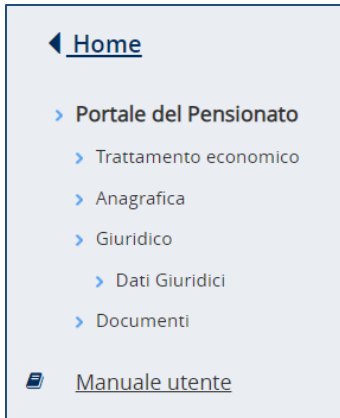 Home
Portale del Pensionato
Trattamento economico
Anagrafica
Giuridico
Dati Giuridici
Documenti
Manuale utente